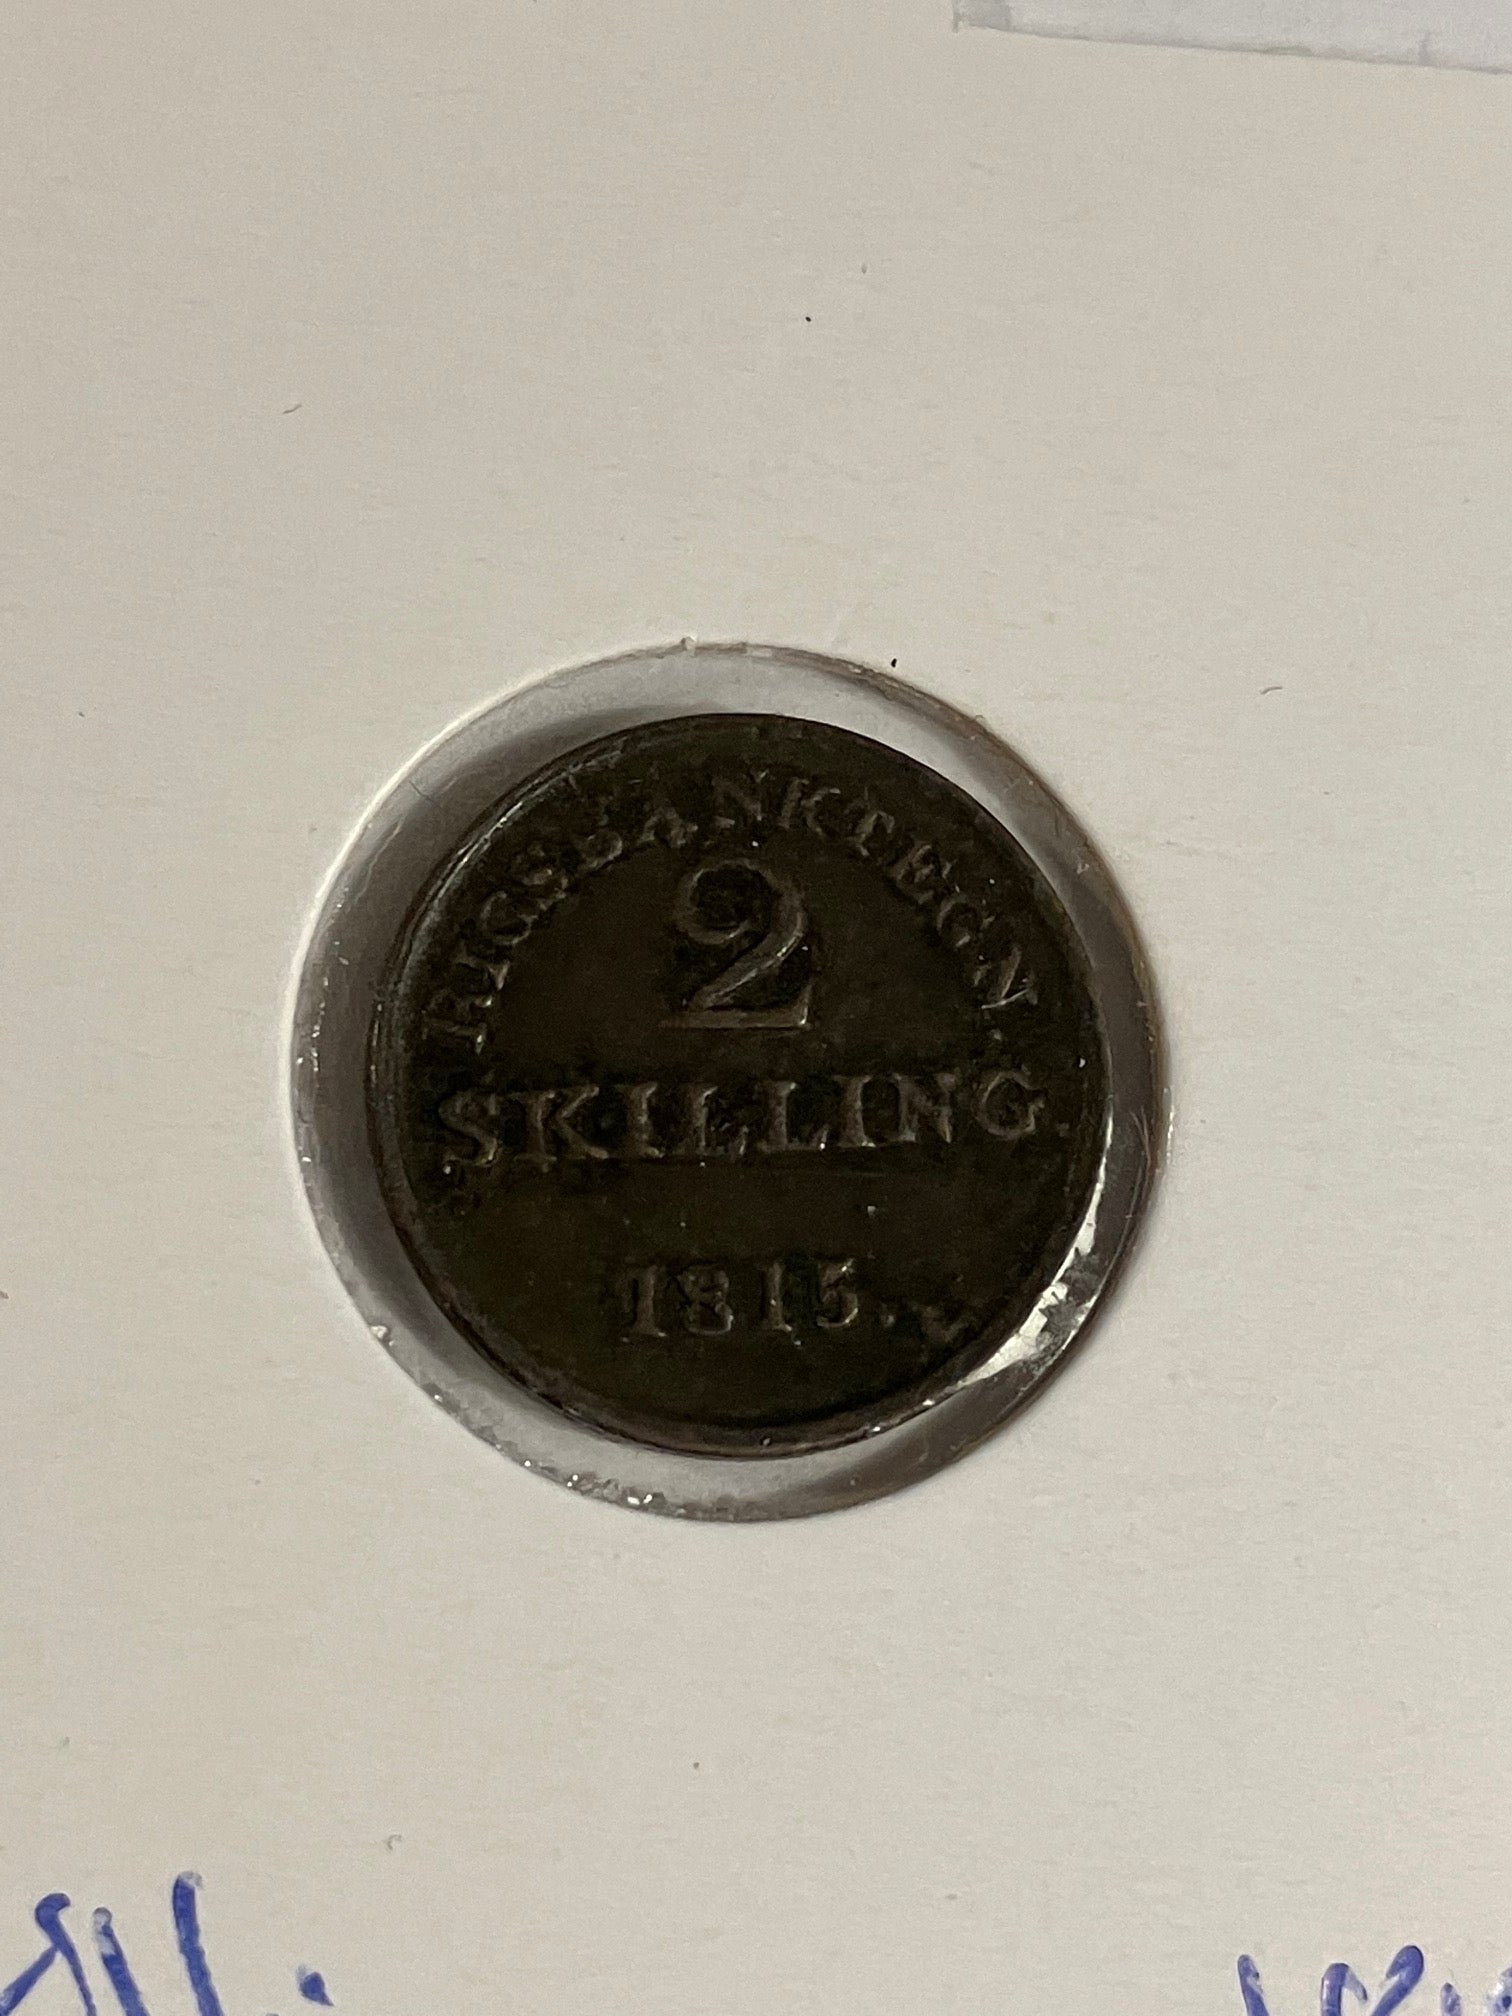 RIGSBANKTEGN
2
SKILLING.
1815.